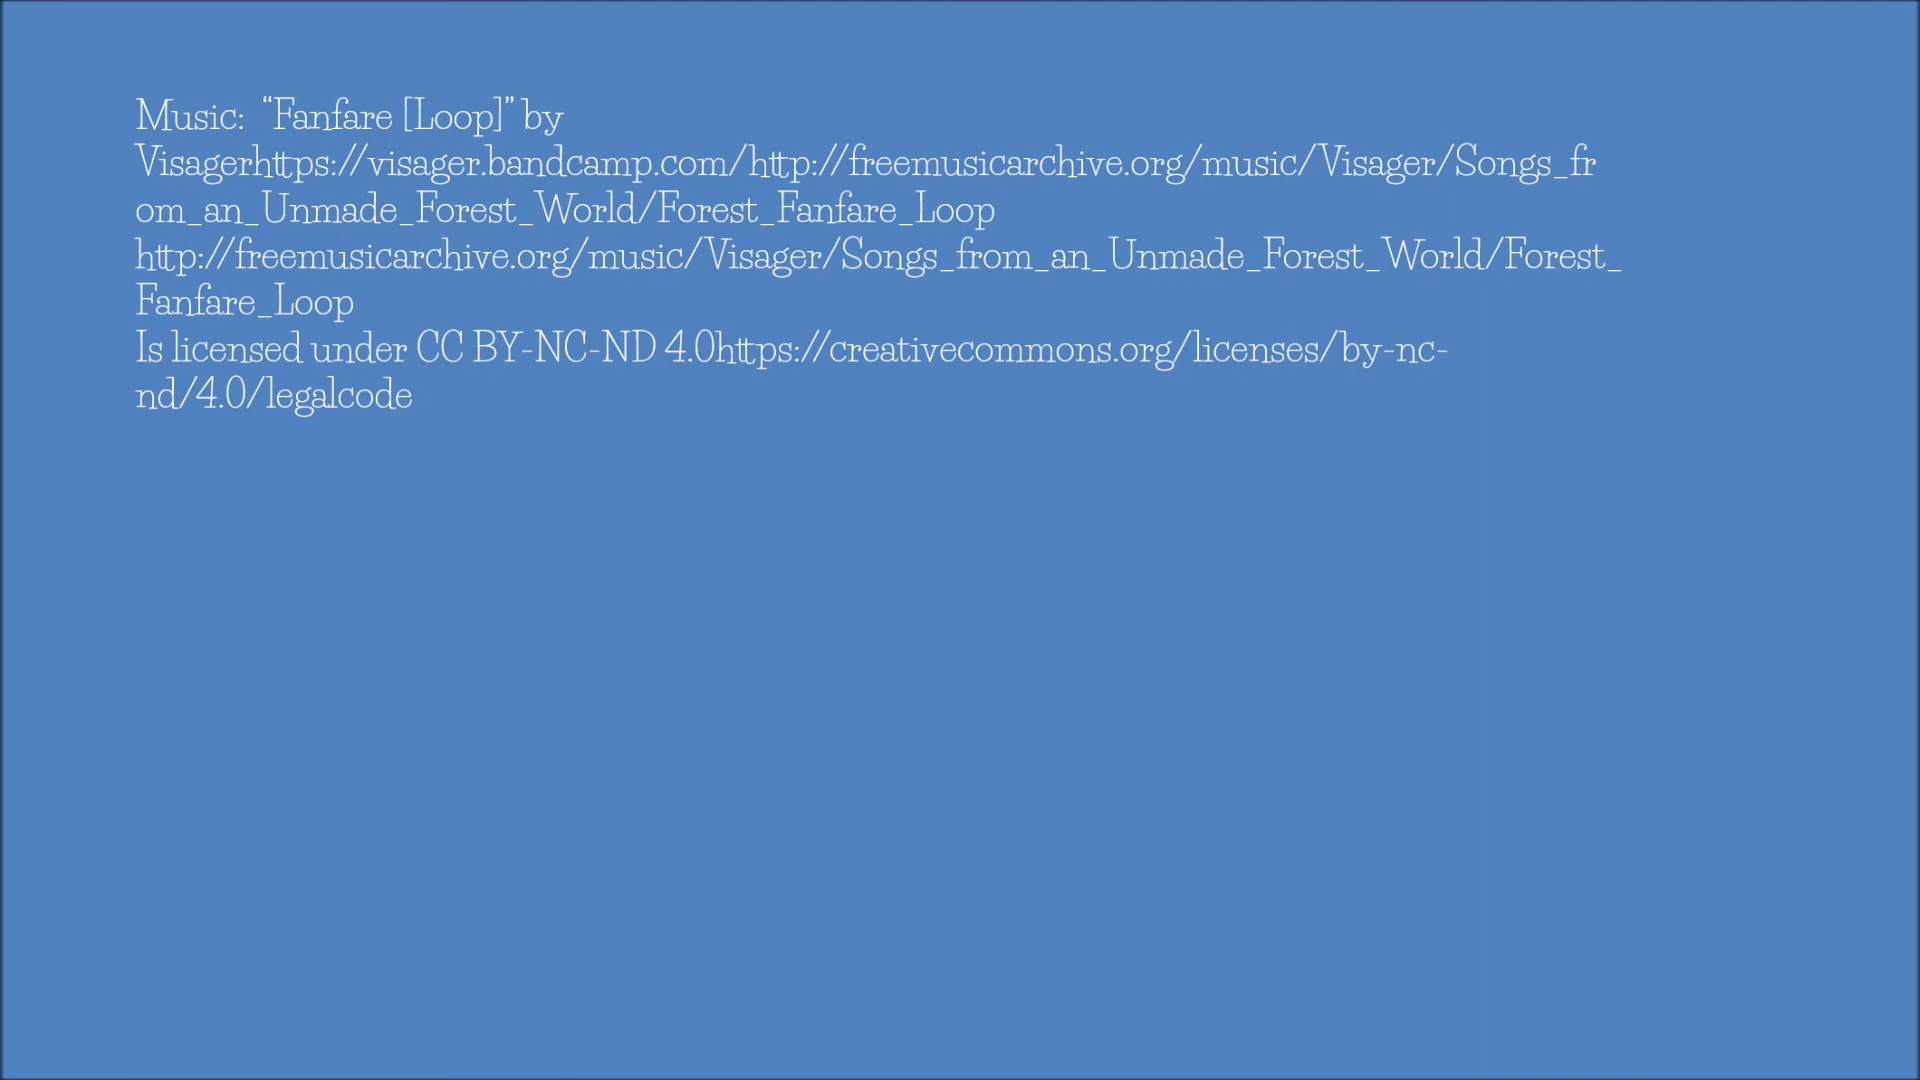 Music:  “Fanfare [Loop]” by
Visagerhttps://visager.bandcamp.com/http://freemusicarchive.org/music/Visager/Songs_fr
om_an_Unmade_Forest_World/Forest_Fanfare_Loop
http://freemusicarchive.org/music/Visager/Songs_from_an_Unmade_Forest_World/Forest_
Fanfare_Loop
Is licensed under CC BY-NC-ND 4.0https://creativecommons.org/licenses/by-nc-
nd/4.0/legalcode